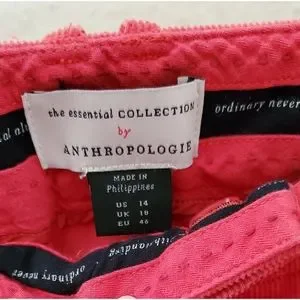 the essential COLLECTION
by
ANTHROPOLOGIE
ordinary never
MADE IN
Philippines
US 14
UK 18
EU 46
ordinary never